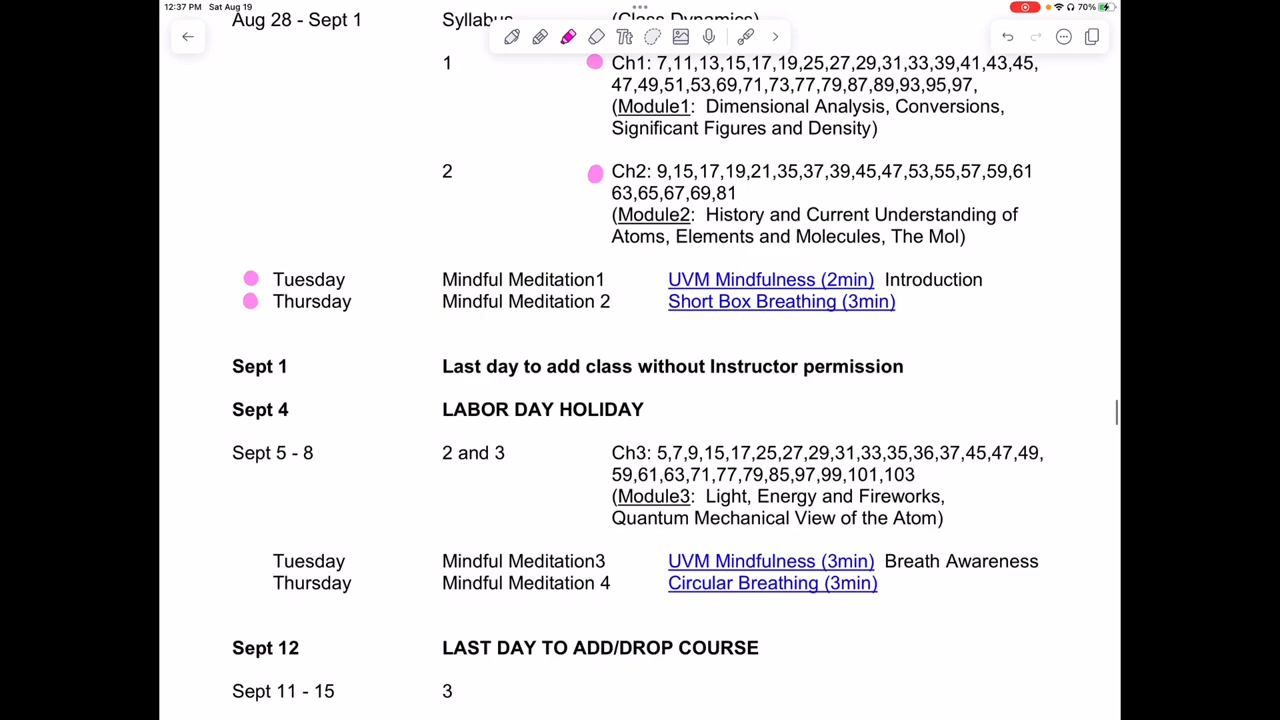 12:37 PM Sat Aug 19 70%
Aug 28 - Sept 1 Syllabus (Class Dynamics)
1 Ch1: 7,11,13,15,17,19,25,27,29,31,33,39,41,43,45,
47,49,51,53,69,71,73,77,79,87,89,93,95,97,
(Module1: Dimensional Analysis, Conversions,
Significant Figures and Density)
2 Ch2: 9,15,17,19,21,35,37,39,45,47,53,55,57,59,61
63,65,67,69,81
(Module2: History and Current Understanding of
Atoms, Elements and Molecules, The Mol)
Tuesday Mindful Meditation1 UVM Mindfulness (2min) Introduction
Thursday Mindful Meditation 2 Short Box Breathing (3min)
Sept 1 Last day to add class without Instructor permission
Sept 4 LABOR DAY HOLIDAY
Sept 5 - 8 2 and 3 Ch3: 5,7,9,15,17,25,27,29,31,33,35,36,37,45,47,49,
59,61,63,71,77,79,85,97,99,101,103
(Module3: Light, Energy and Fireworks,
Quantum Mechanical View of the Atom)
Tuesday Mindful Meditation3 UVM Mindfulness (3min) Breath Awareness
Thursday Mindful Meditation 4 Circular Breathing (3min)
Sept 12 LAST DAY TO ADD/DROP COURSE
Sept 11 - 15 3